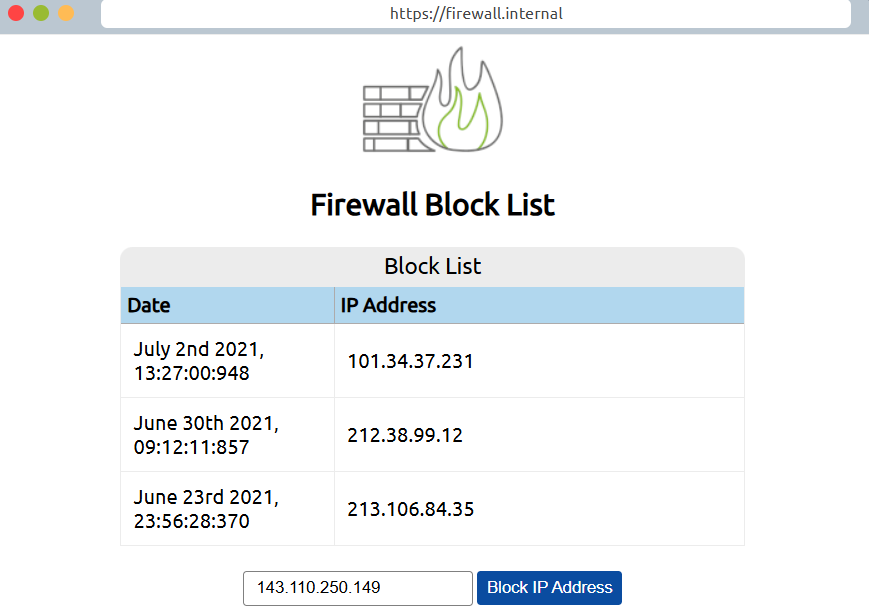 https://firewall.internal
Firewall Block List
Block List
Date IP Address
July 2nd 2021,
13:27:00:948
101.34.37.231
June 30th 2021,
09:12:11:857
212.38.99.12
June 23rd 2021,
23:56:28:370
213.106.84.35
143.110.250.149 Block IP Address